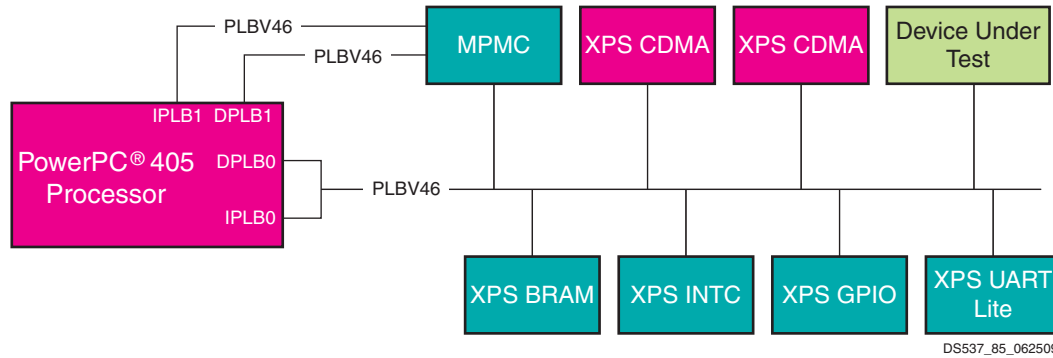 PLBV46
PLBV46
MPMC
XPS CDMA
XPS CDMA
Device Under
Test
IPLB1 DPLB1
PowerPC® 405
Processor
DPLB0
IPLB0
PLBV46
XPS BRAM
XPS INTC
XPS GPIO
XPS UART
Lite
DS537_85_062509